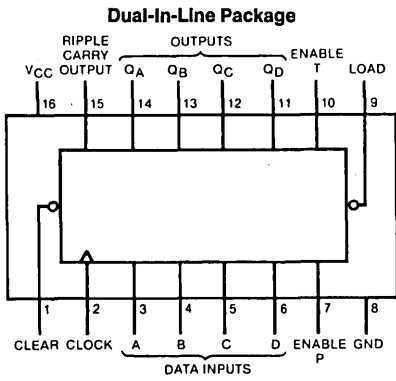 Dual-In-Line Package
RIPPLE
CARRY
OUTPUT
OUTPUTS
ENABLE
T
VCC
QA
QB
QC
QD
LOAD
16
15
14
13
12
11
10
9
1
2
3
4
5
6
7
8
CLEAR
CLOCK
A
B
C
D
ENABLE
P
GND
DATA INPUTS